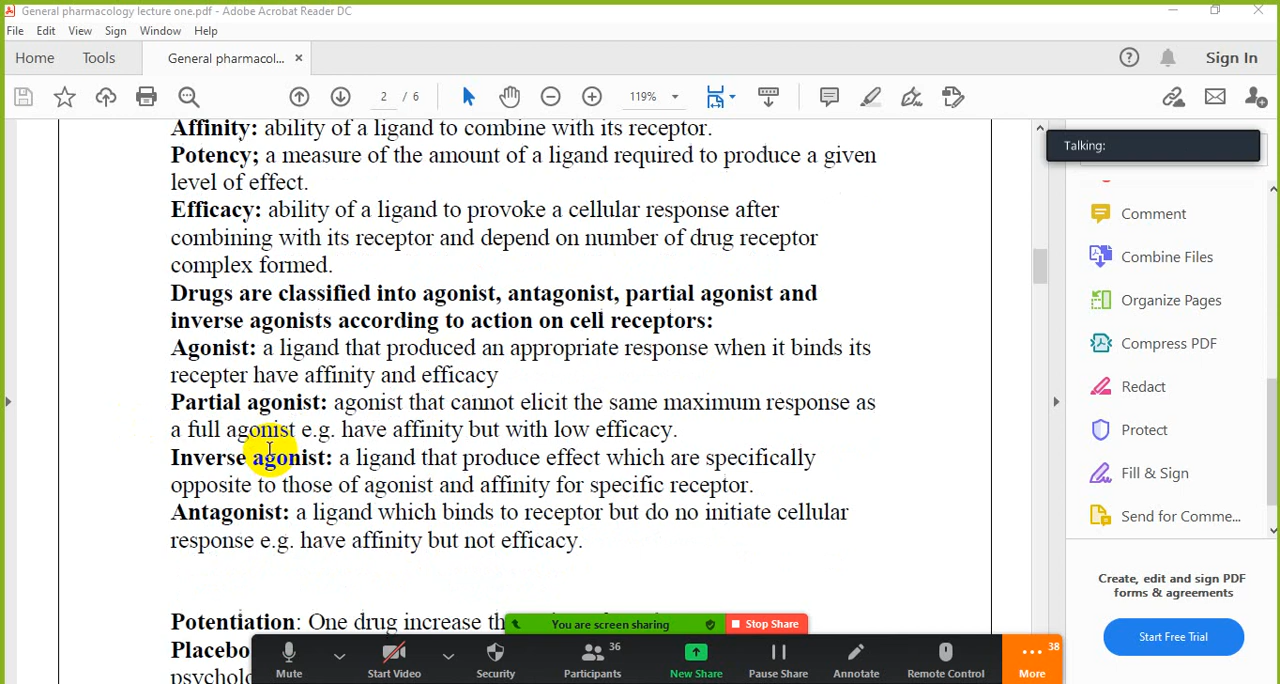 General pharmacology lecture one.pdf - Adobe Acrobat Reader DC
File Edit View Sign Window Help
Home Tools General pharmacol... × Sign In
2 / 6 119%
Affinity: ability of a ligand to combine with its receptor.
Potency; a measure of the amount of a ligand required to produce a given
level of effect.
Efficacy: ability of a ligand to provoke a cellular response after
combining with its receptor and depend on number of drug receptor
complex formed.
Drugs are classified into agonist, antagonist, partial agonist and
inverse agonists according to action on cell receptors:
Agonist: a ligand that produced an appropriate response when it binds its
recepter have affinity and efficacy
Partial agonist: agonist that cannot elicit the same maximum response as
a full agonist e.g. have affinity but with low efficacy.
Inverse agonist: a ligand that produce effect which are specifically
opposite to those of agonist and affinity for specific receptor.
Antagonist: a ligand which binds to receptor but do no initiate cellular
response e.g. have affinity but not efficacy.
Potentiation: One drug increase
Placebo
psycholo
Talking:
Comment
Combine Files
Organize Pages
Compress PDF
Redact
Protect
Fill & Sign
Send for Comme...
Create, edit and sign PDF
forms & agreements
Start Free Trial
You are screen sharing Stop Share
36 38
Mute Start Video Security Participants New Share Pause Share Annotate Remote Control More